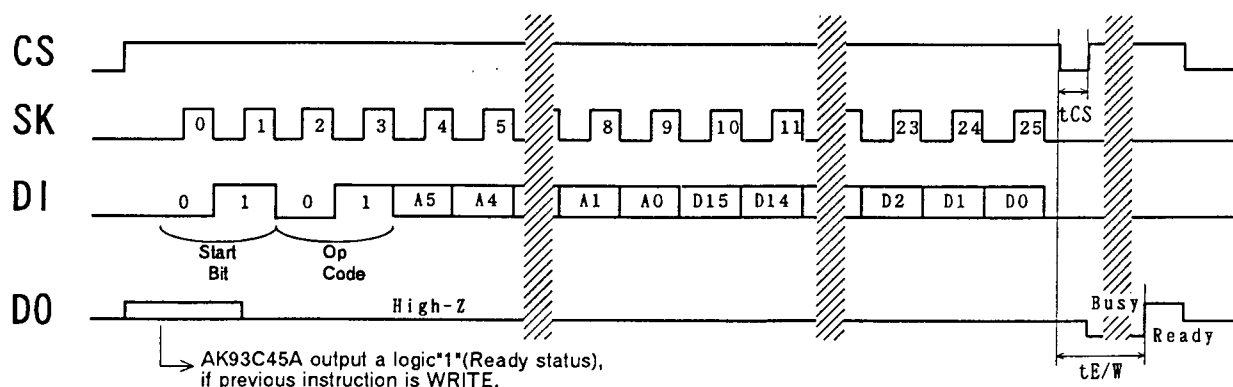 CS
tCS
SK 0 1 2 3 4 5 8 9 10 11 23 24 25
DI 0 1 0 1 A5 A4 A1 A0 D15 D14 D2 D1 D0
Start
Bit
Op
Code
DO High-Z Busy
Ready
AK93C45A output a logic"1"(Ready status),
if previous instruction is WRITE.
tE/W